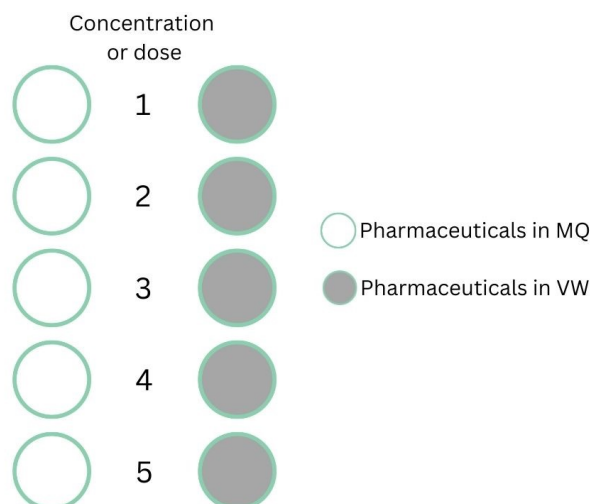 Concentration
or dose
1
2
3
4
5
Pharmaceuticals in MQ
Pharmaceuticals in VW